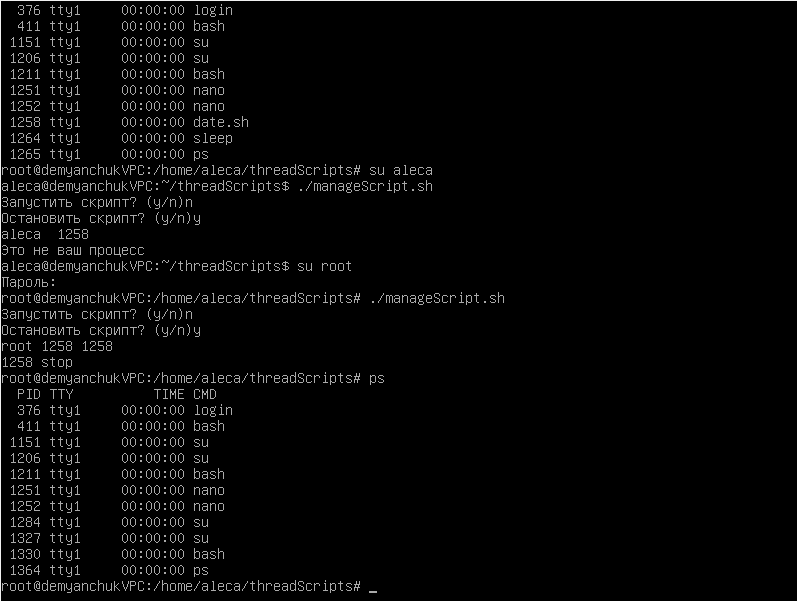 376 tty1     00:00:00 login
411 tty1     00:00:00 bash
1151 tty1     00:00:00 su
1206 tty1     00:00:00 su
1211 tty1     00:00:00 bash
1251 tty1     00:00:00 nano
1252 tty1     00:00:00 nano
1258 tty1     00:00:00 date.sh
1264 tty1     00:00:00 sleep
1265 tty1     00:00:00 ps
root@demyanchukVPC:/home/aleca/threadScripts# su aleca
aleca@demyanchukVPC:~/threadScripts$ ./manageScript.sh
Запустить скрипт? (y/n)n
Остановить скрипт? (y/n)y
aleca  1258
Это не ваш процесс
aleca@demyanchukVPC:~/threadScripts$ su root
Пароль:
root@demyanchukVPC:/home/aleca/threadScripts# ./manageScript.sh
Запустить скрипт? (y/n)n
Остановить скрипт? (y/n)y
root 1258 1258
1258 stop
root@demyanchukVPC:/home/aleca/threadScripts# ps
PID TTY          TIME CMD
376 tty1     00:00:00 login
411 tty1     00:00:00 bash
1151 tty1     00:00:00 su
1206 tty1     00:00:00 su
1211 tty1     00:00:00 bash
1251 tty1     00:00:00 nano
1252 tty1     00:00:00 nano
1284 tty1     00:00:00 su
1327 tty1     00:00:00 su
1330 tty1     00:00:00 bash
1364 tty1     00:00:00 ps
root@demyanchukVPC:/home/aleca/threadScripts# _